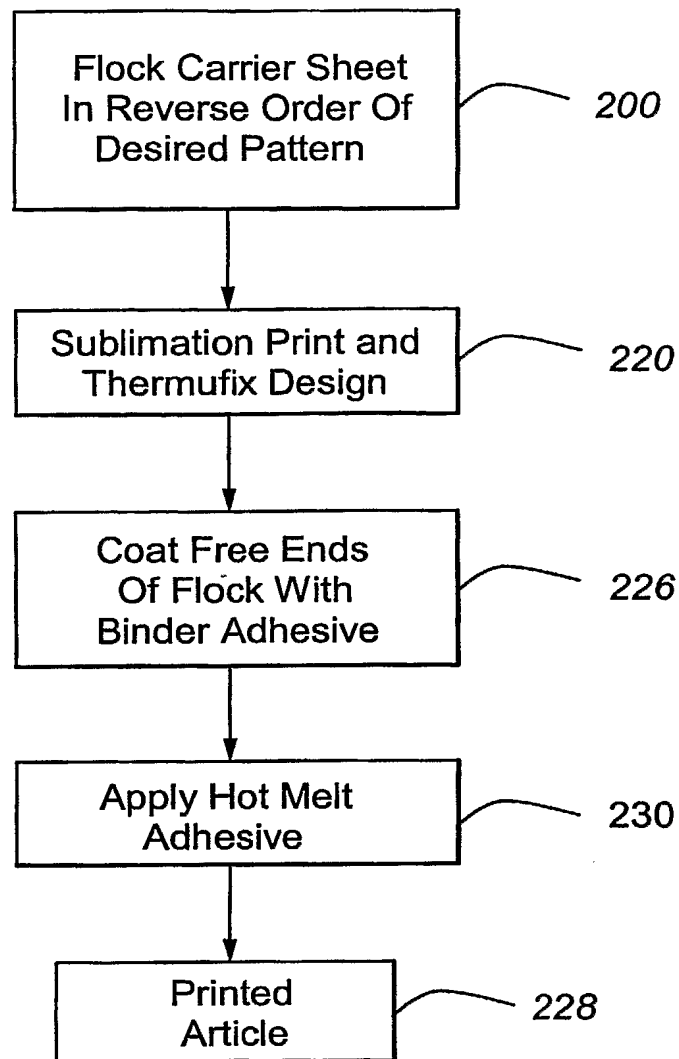 Flock Carrier Sheet
In Reverse Order Of
Desired Pattern
200
Sublimation Print and
Thermufix Design
220
Coat Free Ends
Of Flock With
Binder Adhesive
226
Apply Hot Melt
Adhesive
230
Printed
Article
228